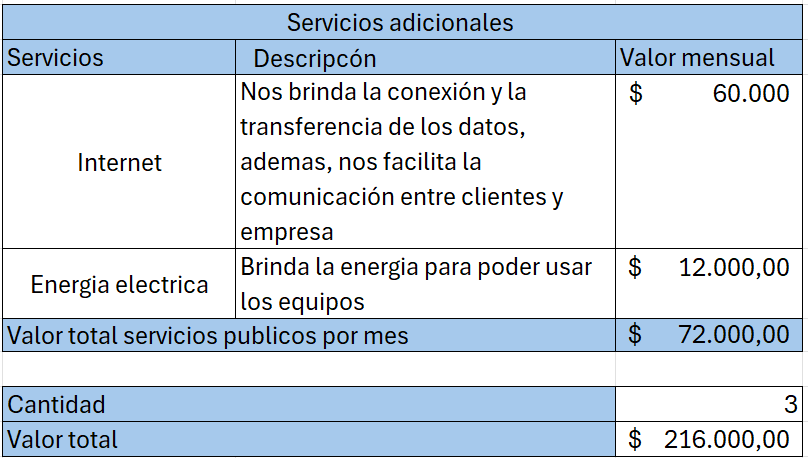 Servicios adicionales
Servicios Descripcón Valor mensual
Internet
Nos brinda la conexión y la
transferencia de los datos,
ademas, nos facilita la
comunicación entre clientes y
empresa
$ 60.000
Energia electrica
Brinda la energia para poder usar
los equipos
$ 12.000,00
Valor total servicios publicos por mes $ 72.000,00
Cantidad 3
Valor total $ 216.000,00